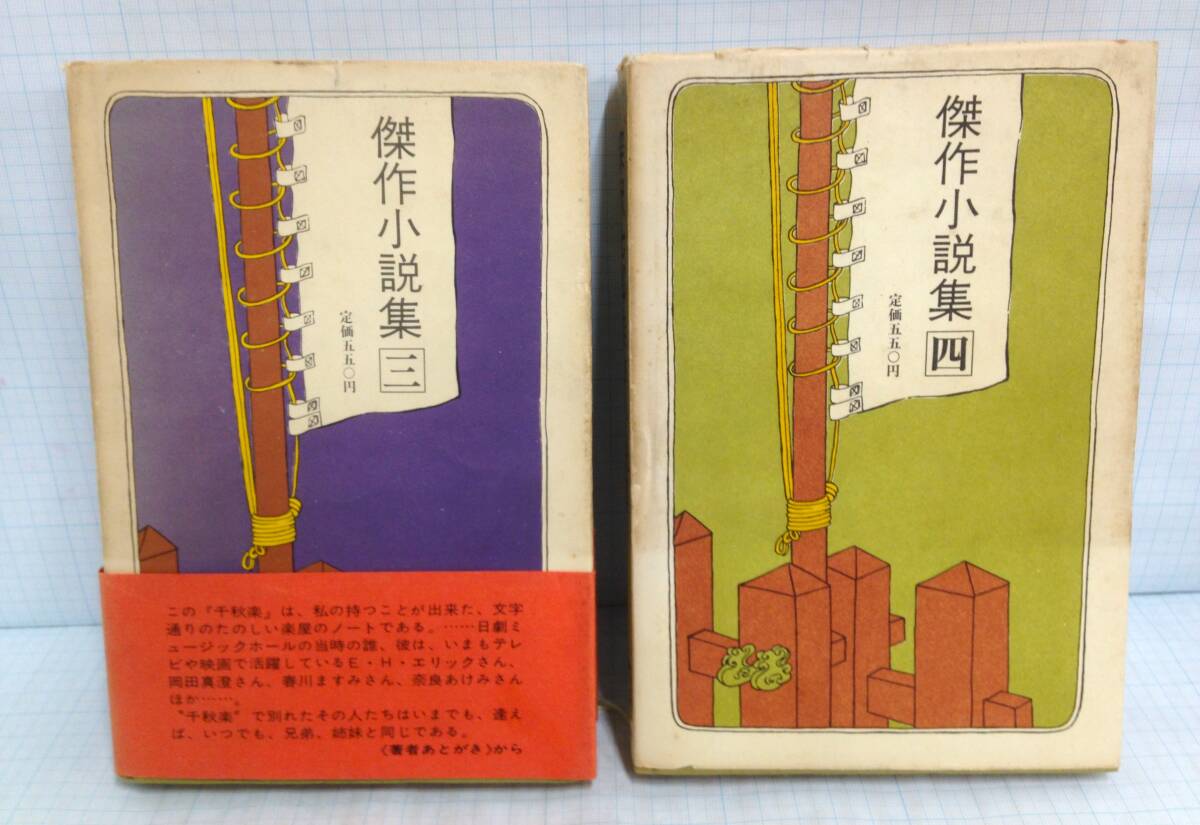 傑作小説集 三
定価五五〇円
この『千秋楽』は、私の持つことが出来た、文字
通りのたのしい楽屋のノートである。……日劇ミ
ュージックホールの当時の誰、彼は、いまもテレ
ビや映画で活躍しているE・H・エリックさん、
岡田真澄さん、春川ますみさん、奈良あけみさん
ほか……。
〝千秋楽〟で別れたその人たちはいまでも、逢え
ば、いつでも、兄弟、姉妹と同じである。
〈著者あとがき〉から
傑作小説集 四
定価五五〇円